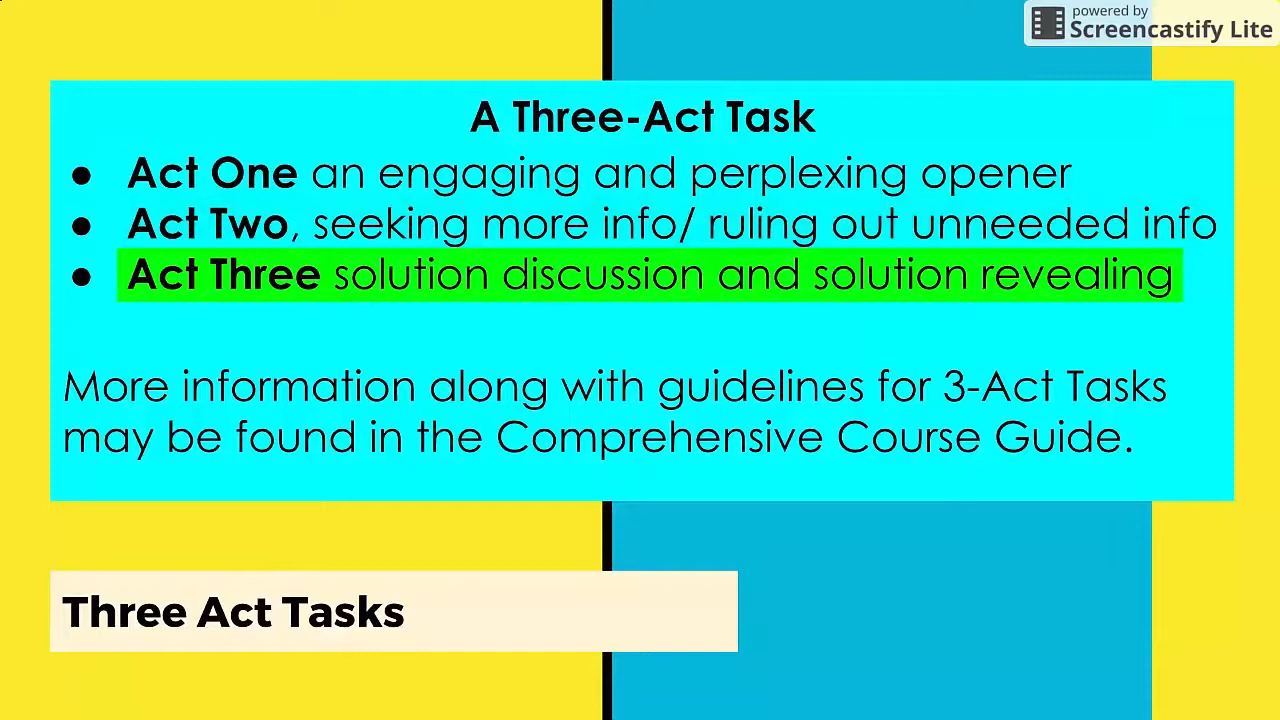 powered by
Screencastify Lite
A Three-Act Task
● Act One an engaging and perplexing opener
● Act Two, seeking more info/ ruling out unneeded info
● Act Three solution discussion and solution revealing
More information along with guidelines for 3-Act Tasks
may be found in the Comprehensive Course Guide.
Three Act Tasks